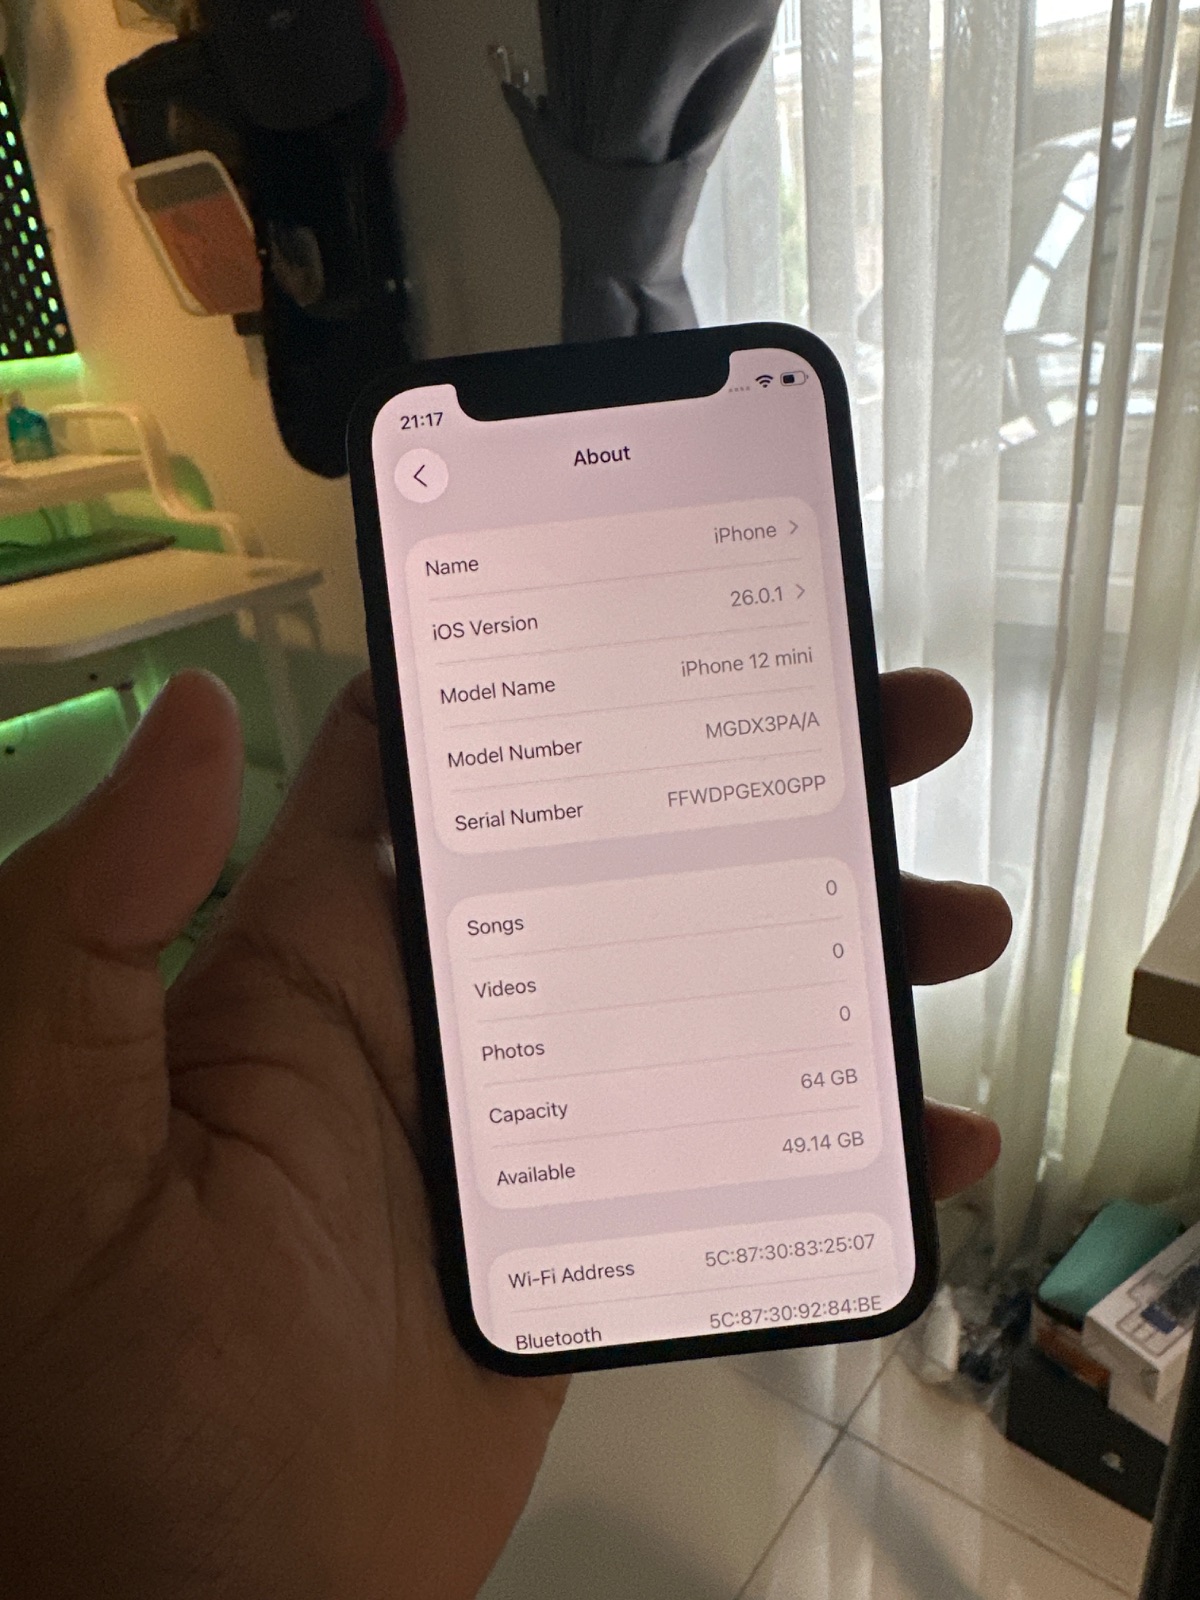 21:17
About
Name iPhone
iOS Version 26.0.1
Model Name iPhone 12 mini
Model Number MGDX3PA/A
Serial Number FFWDPGEX0GPP
Songs 0
Videos 0
Photos 0
Capacity 64 GB
Available 49.14 GB
Wi-Fi Address 5C:87:30:83:25:07
Bluetooth 5C:87:30:92:84:BE